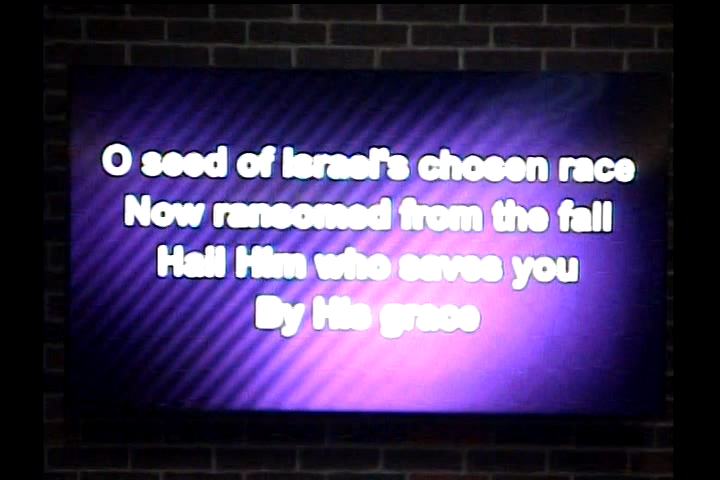 O seed of Israel's chosen race
Now ransomed from the fall
Hail Him who saves you
By His grace